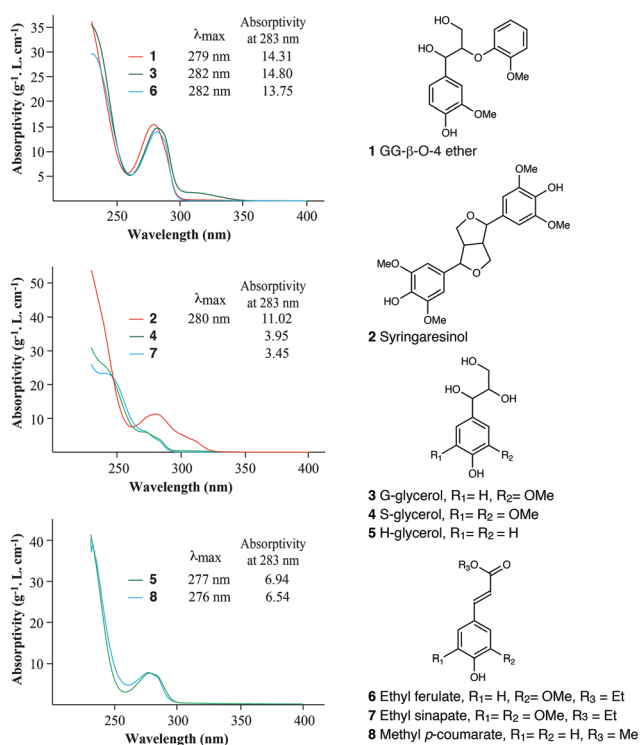 Absorptivity (g-1. L. cm-1)
35
30
25
20
15
10
5
250 300 350 400
Wavelength (nm)
λmax Absorptivity at 283 nm
1 279 nm 14.31
3 282 nm 14.80
6 282 nm 13.75
Absorptivity (g-1. L. cm-1)
50
40
30
20
10
250 300 350 400
Wavelength (nm)
λmax Absorptivity at 283 nm
2 280 nm 11.02
4 3.95
7 3.45
Absorptivity (g-1. L. cm-1)
40
30
20
10
250 300 350 400
Wavelength (nm)
λmax Absorptivity at 283 nm
5 277 nm 6.94
8 276 nm 6.54
HO
HO
O
OMe
OMe
OH
1 GG-β-O-4 ether
OMe
OH
OMe
O
MeO
O
HO
OMe
2 Syringaresinol
HO
HO
OH
R1
R2
OH
3 G-glycerol, R1= H, R2= OMe
4 S-glycerol, R1= R2 = OMe
5 H-glycerol, R1= R2 = H
R3O
O
R1
R2
OH
6 Ethyl ferulate, R1= H, R2= OMe, R3 = Et
7 Ethyl sinapate, R1= R2 = OMe, R3 = Et
8 Methyl p-coumarate, R1= R2 = H, R3 = Me